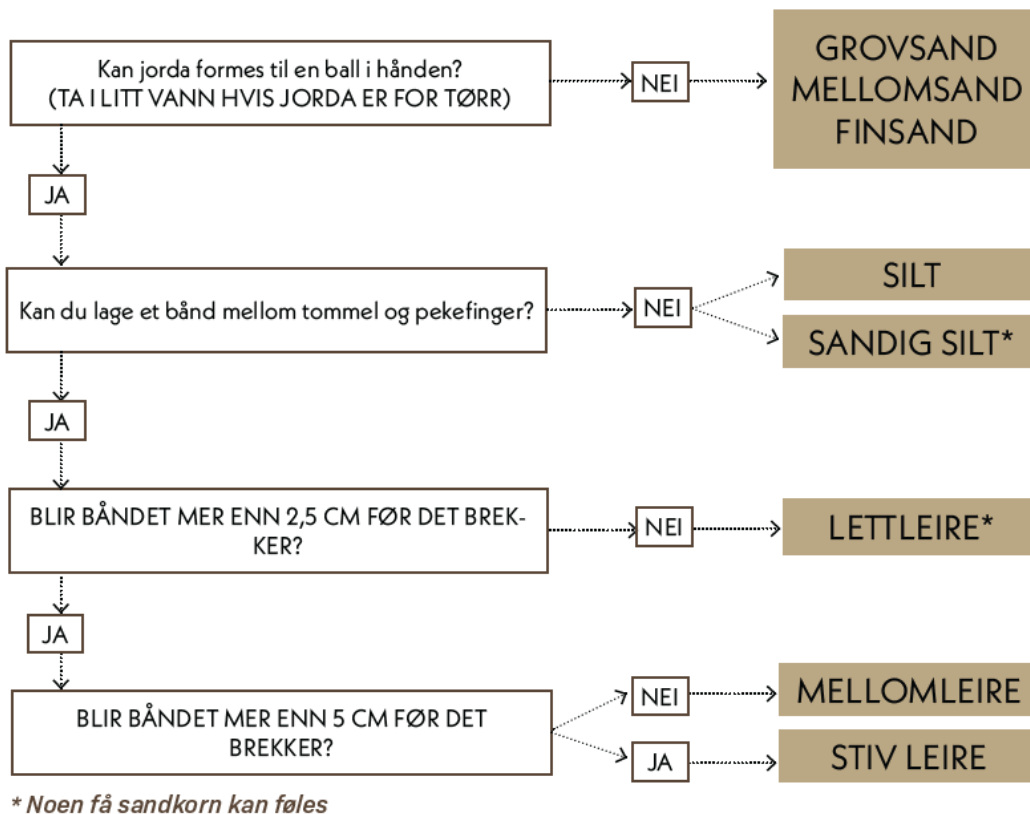 Kan jorda formes til en ball i hånden?
(TA I LITT VANN HVIS JORDA ER FOR TØRR)
NEI
GROVSAND
MELLOMSAND
FINSAND
JA
Kan du lage et bånd mellom tommel og pekefinger?
NEI
SILT
SANDIG SILT*
JA
BLIR BÅNDET MER ENN 2,5 CM FØR DET BREK-
KER?
NEI
LETTLEIRE*
JA
BLIR BÅNDET MER ENN 5 CM FØR DET
BREKKER?
NEI
MELLOMLEIRE
JA
STIV LEIRE
* Noen få sandkorn kan føles